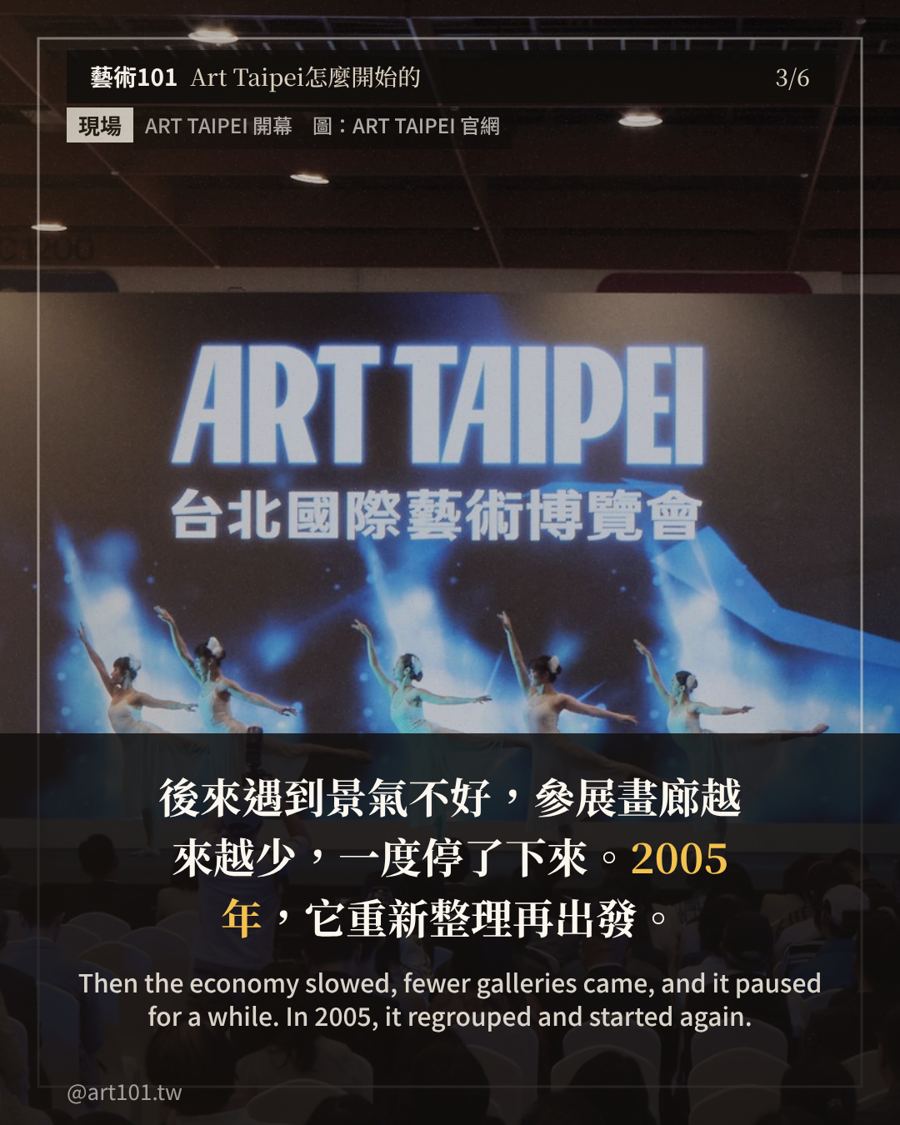 藝術101 Art Taipei怎麼開始的 3/6
現場 ART TAIPEI 開幕 圖：ART TAIPEI 官網
C1200
ART TAIPEI
台北國際藝術博覽會
後來遇到景氣不好，參展畫廊越
來越少，一度停了下來。2005
年，它重新整理再出發。
Then the economy slowed, fewer galleries came, and it paused
for a while. In 2005, it regrouped and started again.
@art101.tw